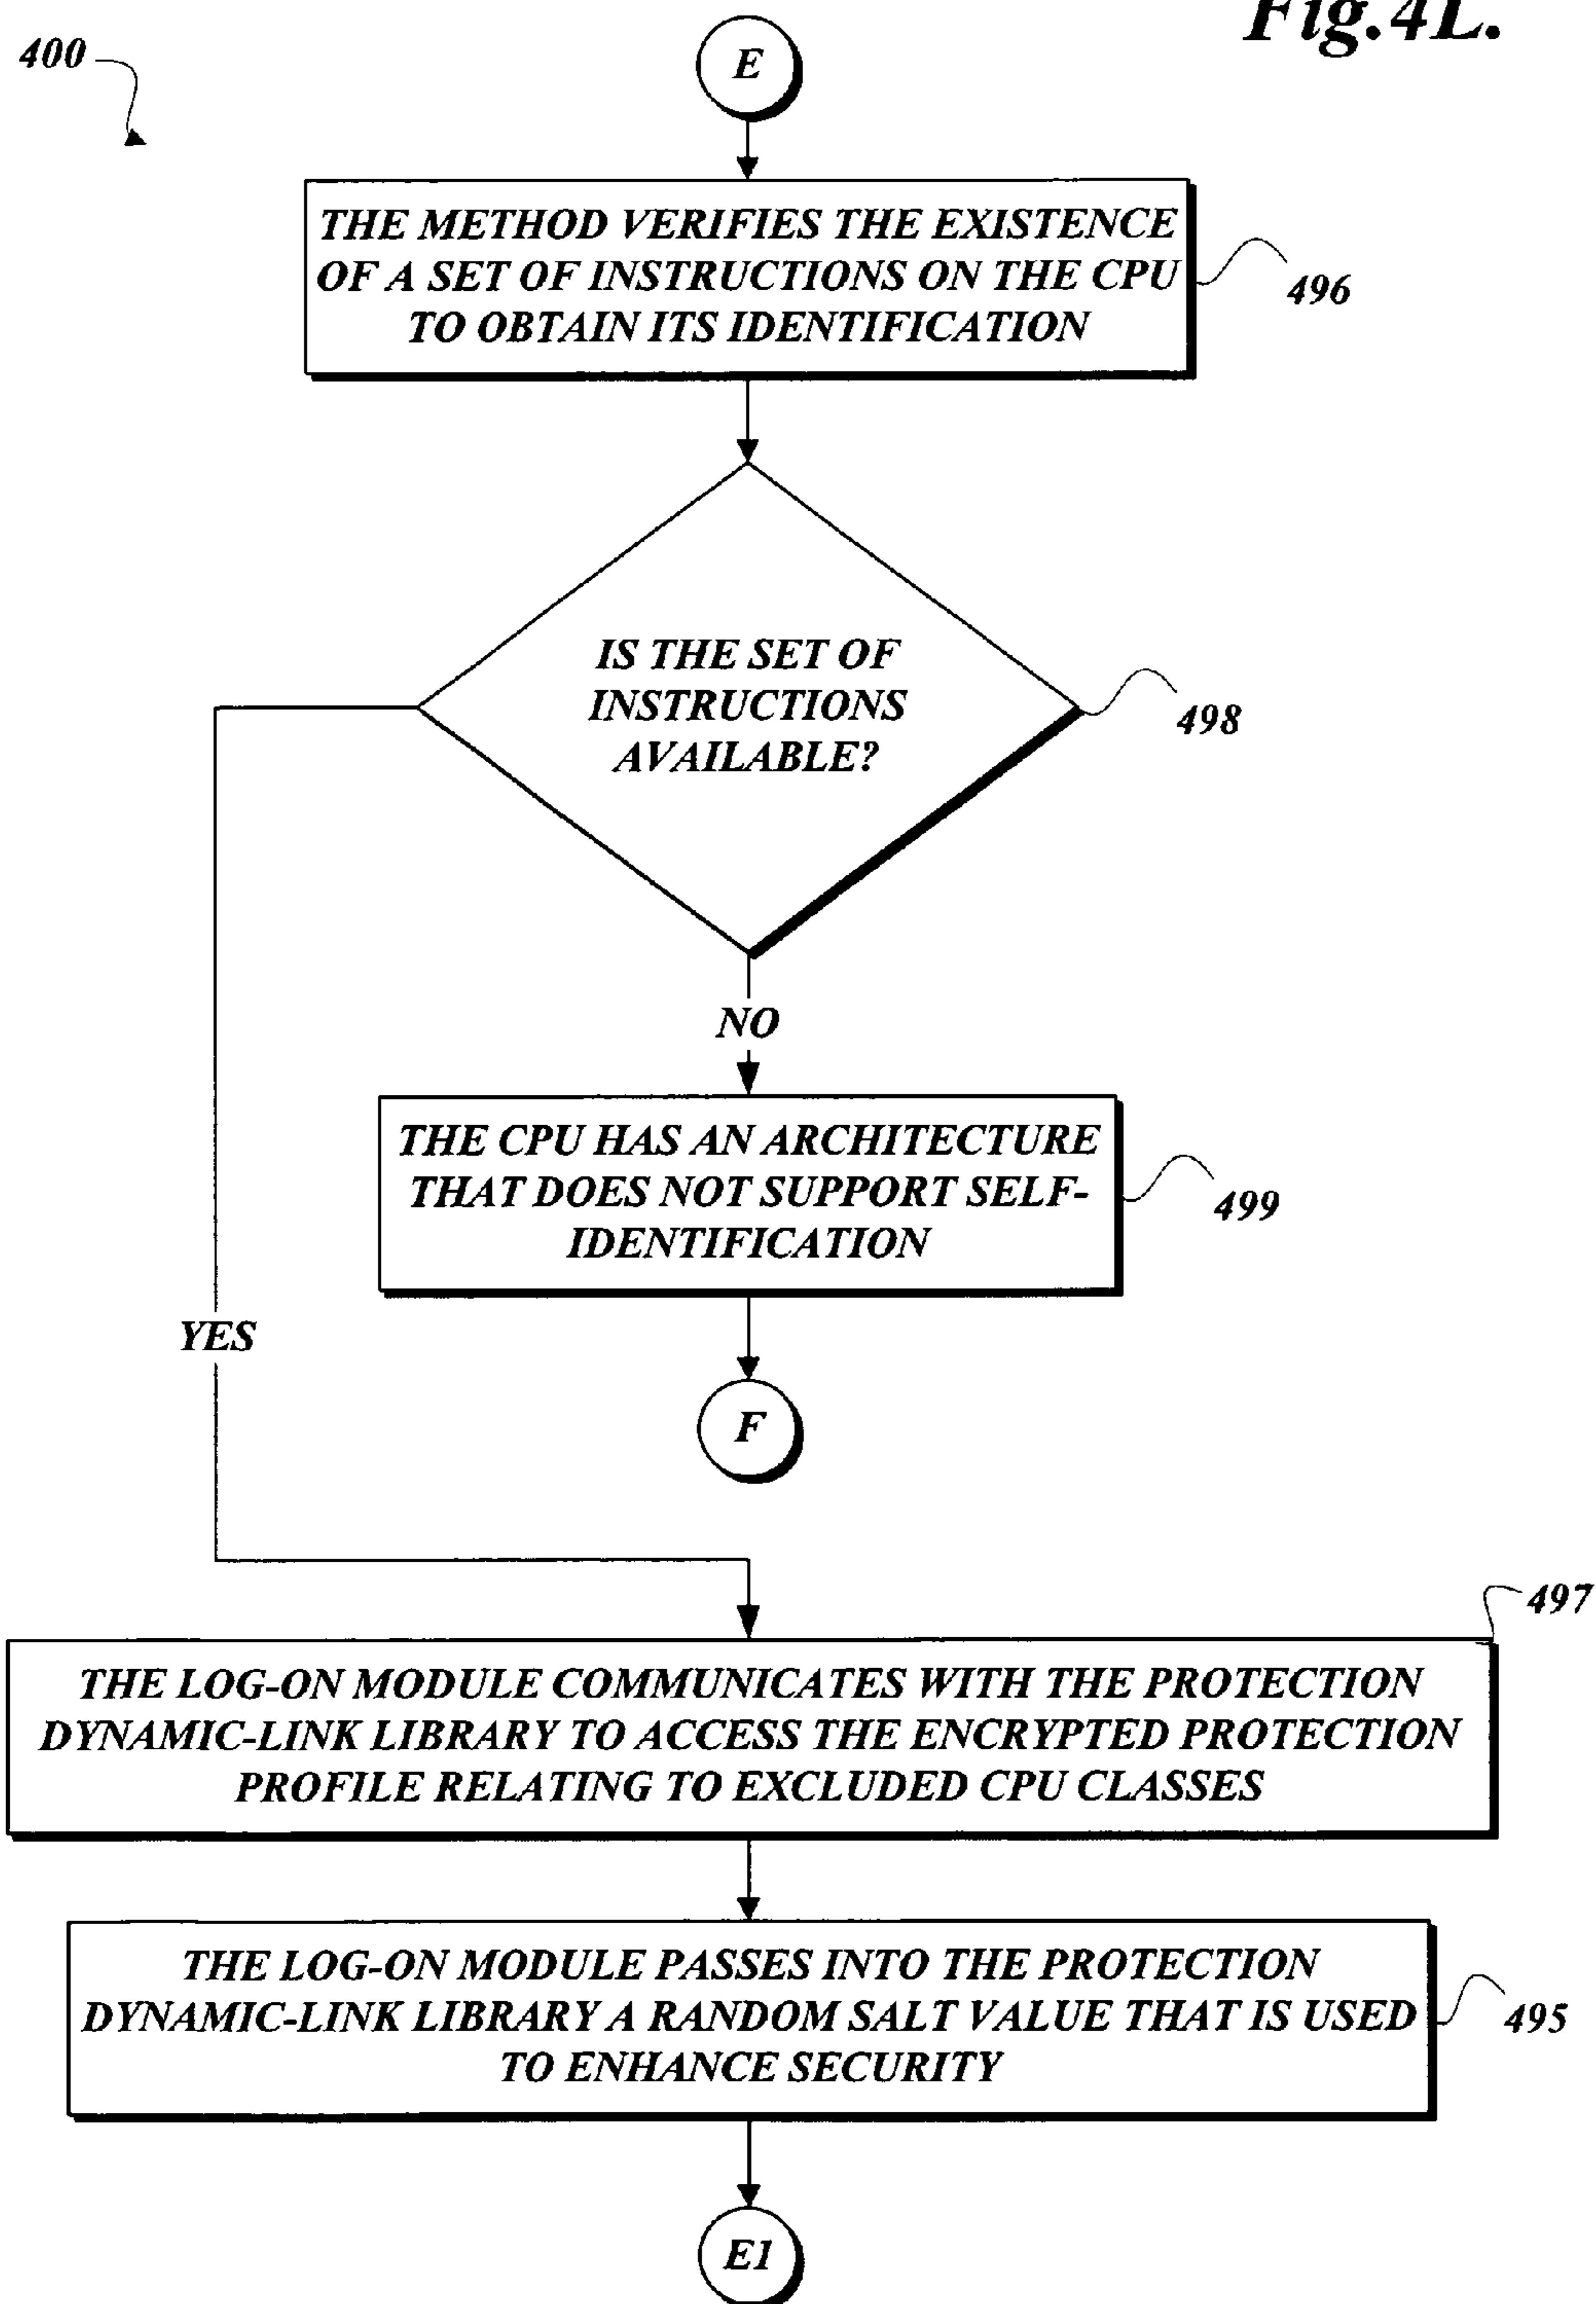 Fig.4L.
400
E
THE METHOD VERIFIES THE EXISTENCE
OF A SET OF INSTRUCTIONS ON THE CPU
TO OBTAIN ITS IDENTIFICATION
496
IS THE SET OF
INSTRUCTIONS
AVAILABLE?
498
NO
THE CPU HAS AN ARCHITECTURE
THAT DOES NOT SUPPORT SELF-
IDENTIFICATION
499
YES
F
497
THE LOG-ON MODULE COMMUNICATES WITH THE PROTECTION
DYNAMIC-LINK LIBRARY TO ACCESS THE ENCRYPTED PROTECTION
PROFILE RELATING TO EXCLUDED CPU CLASSES
THE LOG-ON MODULE PASSES INTO THE PROTECTION
DYNAMIC-LINK LIBRARY A RANDOM SALT VALUE THAT IS USED
TO ENHANCE SECURITY
495
E1